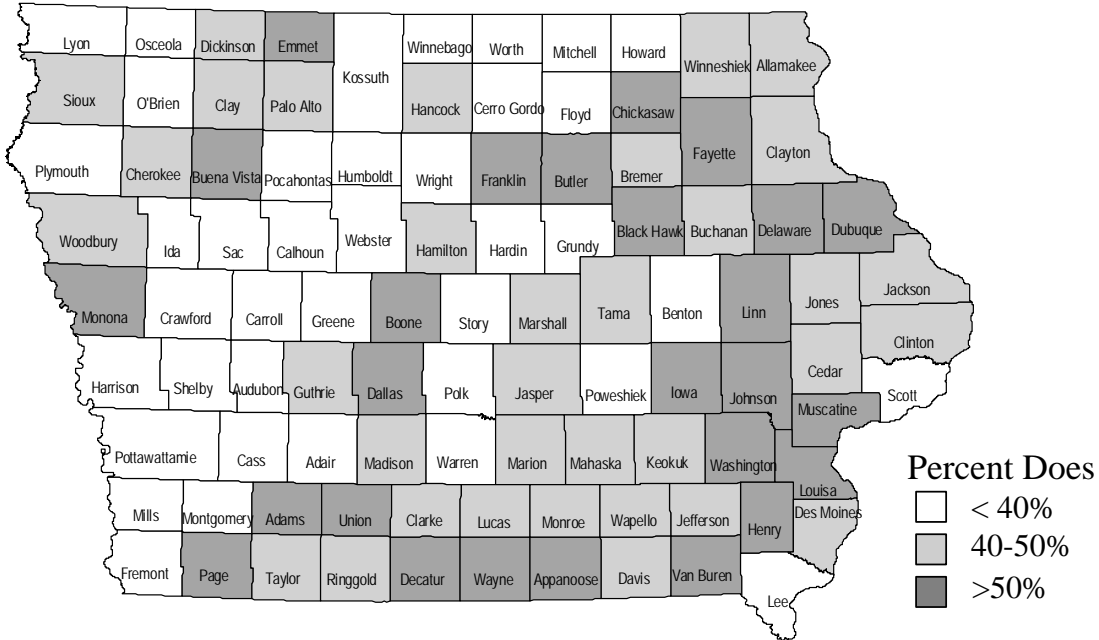 Lyon Osceola Dickinson Emmet Winnebago Worth Mitchell Howard
Kossuth Winneshiek Allamakee
Sioux O'Brien Clay Palo Alto Hancock Cerro Gordo Floyd Chickasaw
Plymouth Cherokee Buena Vista Pocahontas Humboldt Wright Franklin Butler Bremer Fayette Clayton
Woodbury Ida Sac Calhoun Webster Hamilton Hardin Grundy Black Hawk Buchanan Delaware Dubuque
Monona Crawford Carroll Greene Boone Story Marshall Tama Benton Linn Jones Jackson
Clinton
Harrison Shelby Audubon Guthrie Dallas Polk Jasper Poweshiek Iowa Johnson Cedar Scott
Muscatine
Pottawattamie Cass Adair Madison Warren Marion Mahaska Keokuk Washington Louisa
Mills Montgomery Adams Union Clarke Lucas Monroe Wapello Jefferson Henry Des Moines
Fremont Page Taylor Ringgold Decatur Wayne Appanoose Davis Van Buren
Lee
Percent Does
< 40%
40-50%
>50%